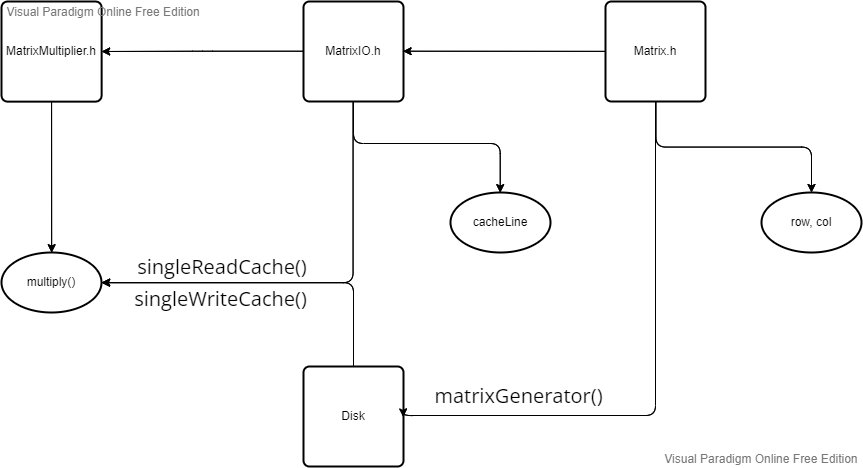 Visual Paradigm Online Free Edition
MatrixMultiplier.h
MatrixIO.h
Matrix.h
cacheLine
row, col
multiply()
singleReadCache()
singleWriteCache()
Disk
matrixGenerator()
Visual Paradigm Online Free Edition